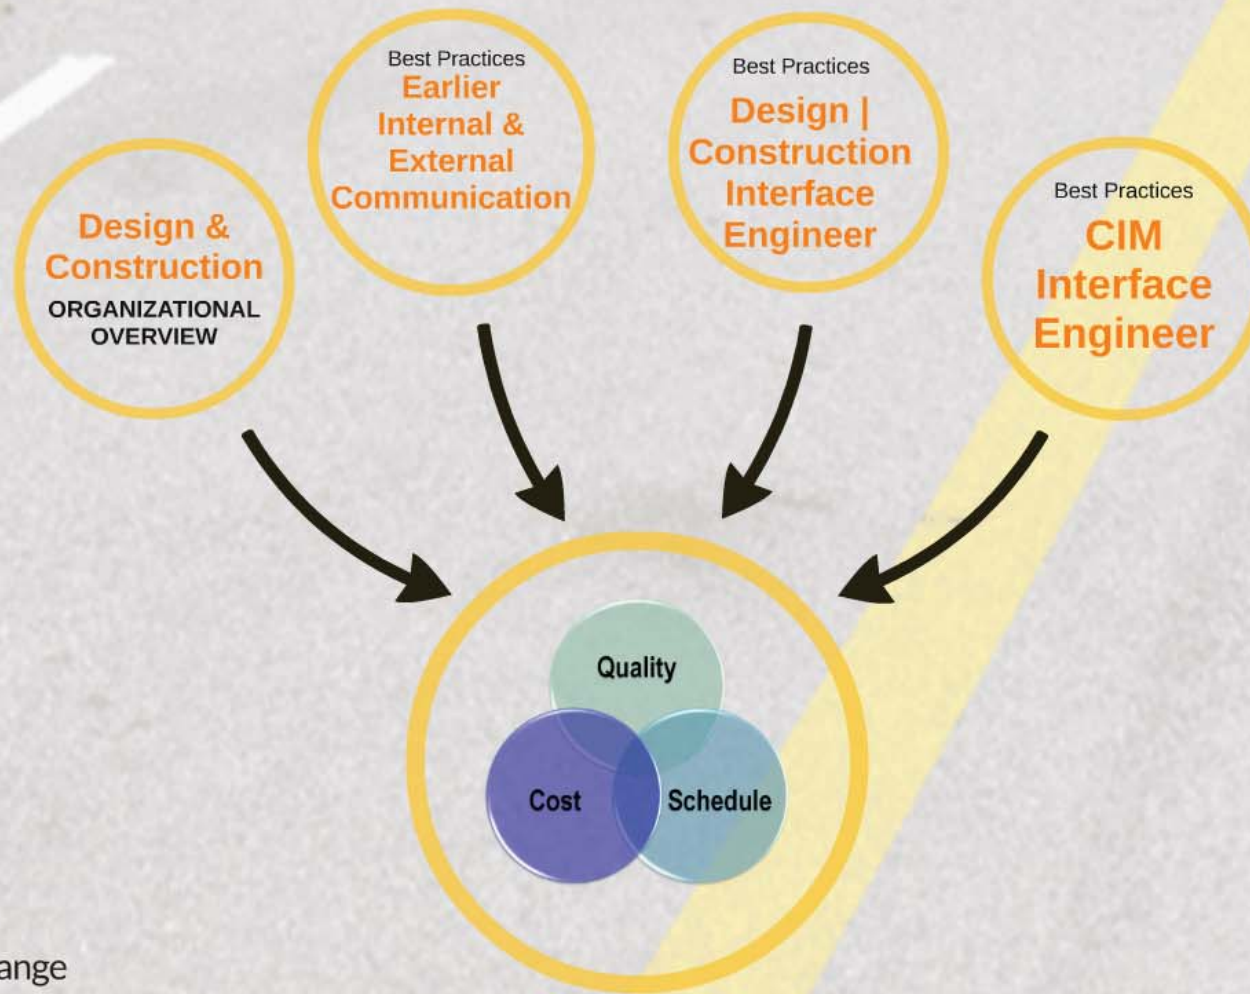 Design &
Construction
ORGANIZATIONAL
OVERVIEW
Best Practices
Earlier
Internal &
External
Communication
Best Practices
Design |
Construction
Interface
Engineer
Best Practices
CIM
Interface
Engineer
Quality
Cost
Schedule
ange